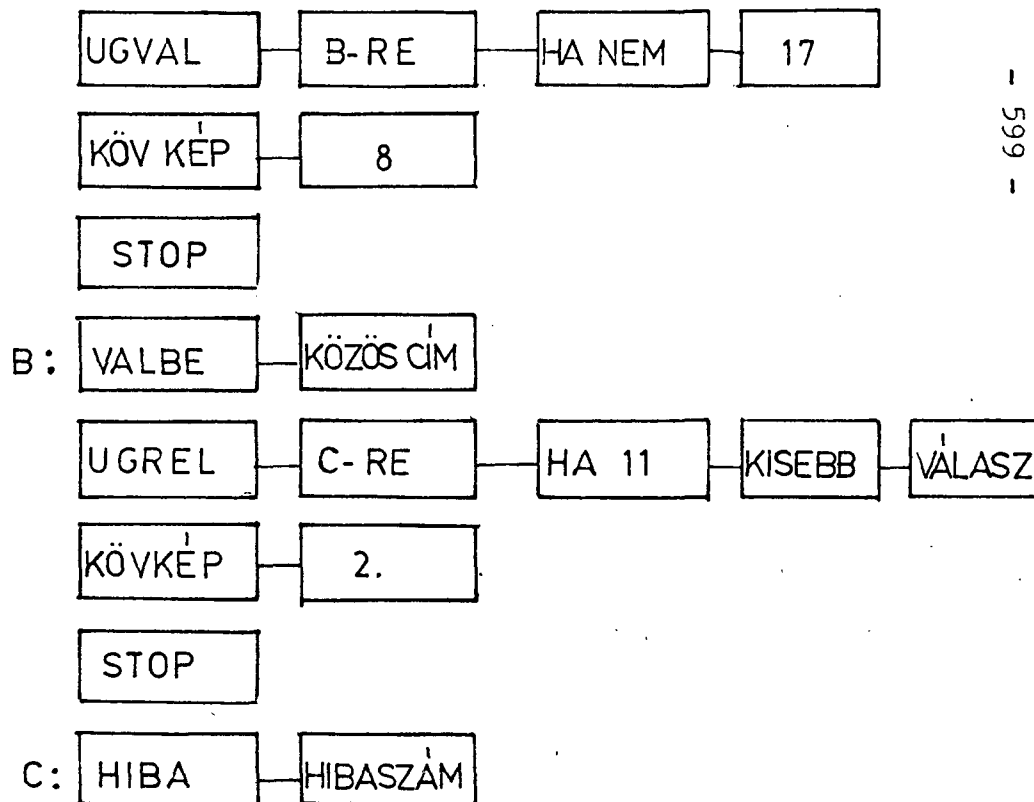 UGVAL B-RE HA NEM 17
KÖV KÉP 8
STOP
B: VALBE KÖZÖS CÍM
UGREL C-RE HA 11 KISEBB VÁLASZ
KÖVKÉP 2.
STOP
C: HIBA HIBASZÁM
- 599 -